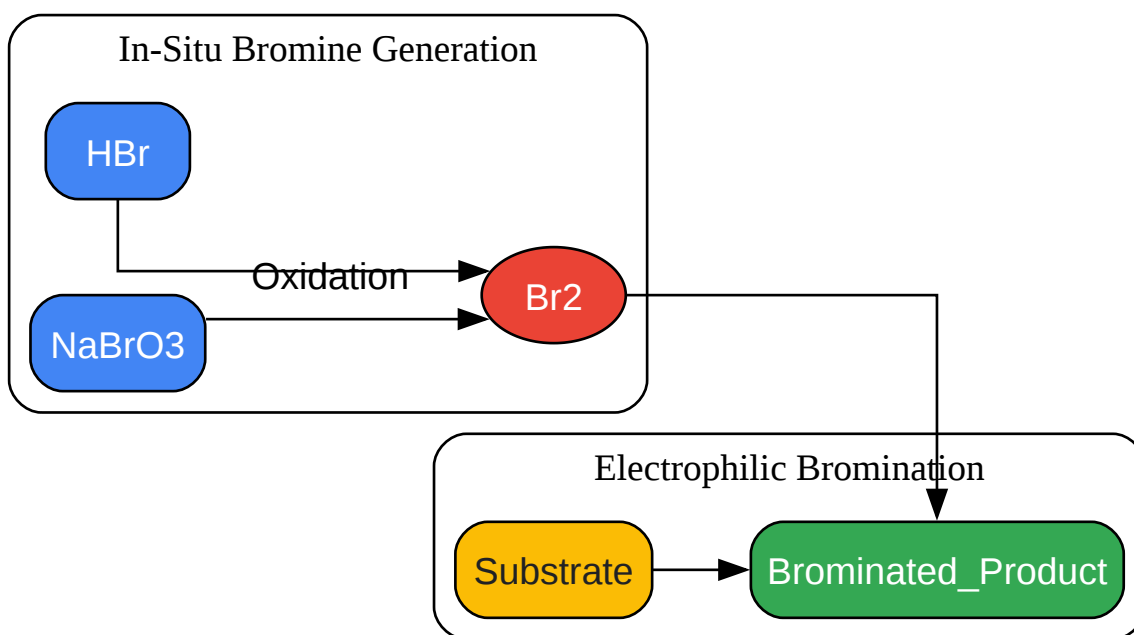 In-Situ Bromine Generation
HBr
Oxidation
Br2
NaBrO3
Electrophilic Bromination
Substrate
Brominated_Product